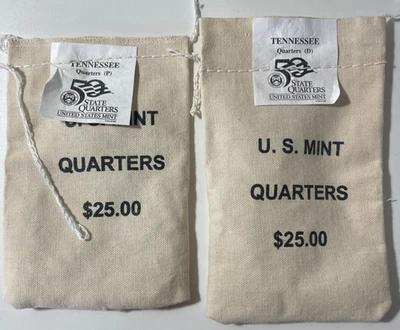 TENNESSEE
Quarters (P)
50
STATE
QUARTERS
UNITED STATES MINT
U. S. MINT
QUARTERS
$25.00
TENNESSEE
Quarters (D)
50
STATE
QUARTERS
UNITED STATES MINT
U. S. MINT
QUARTERS
$25.00